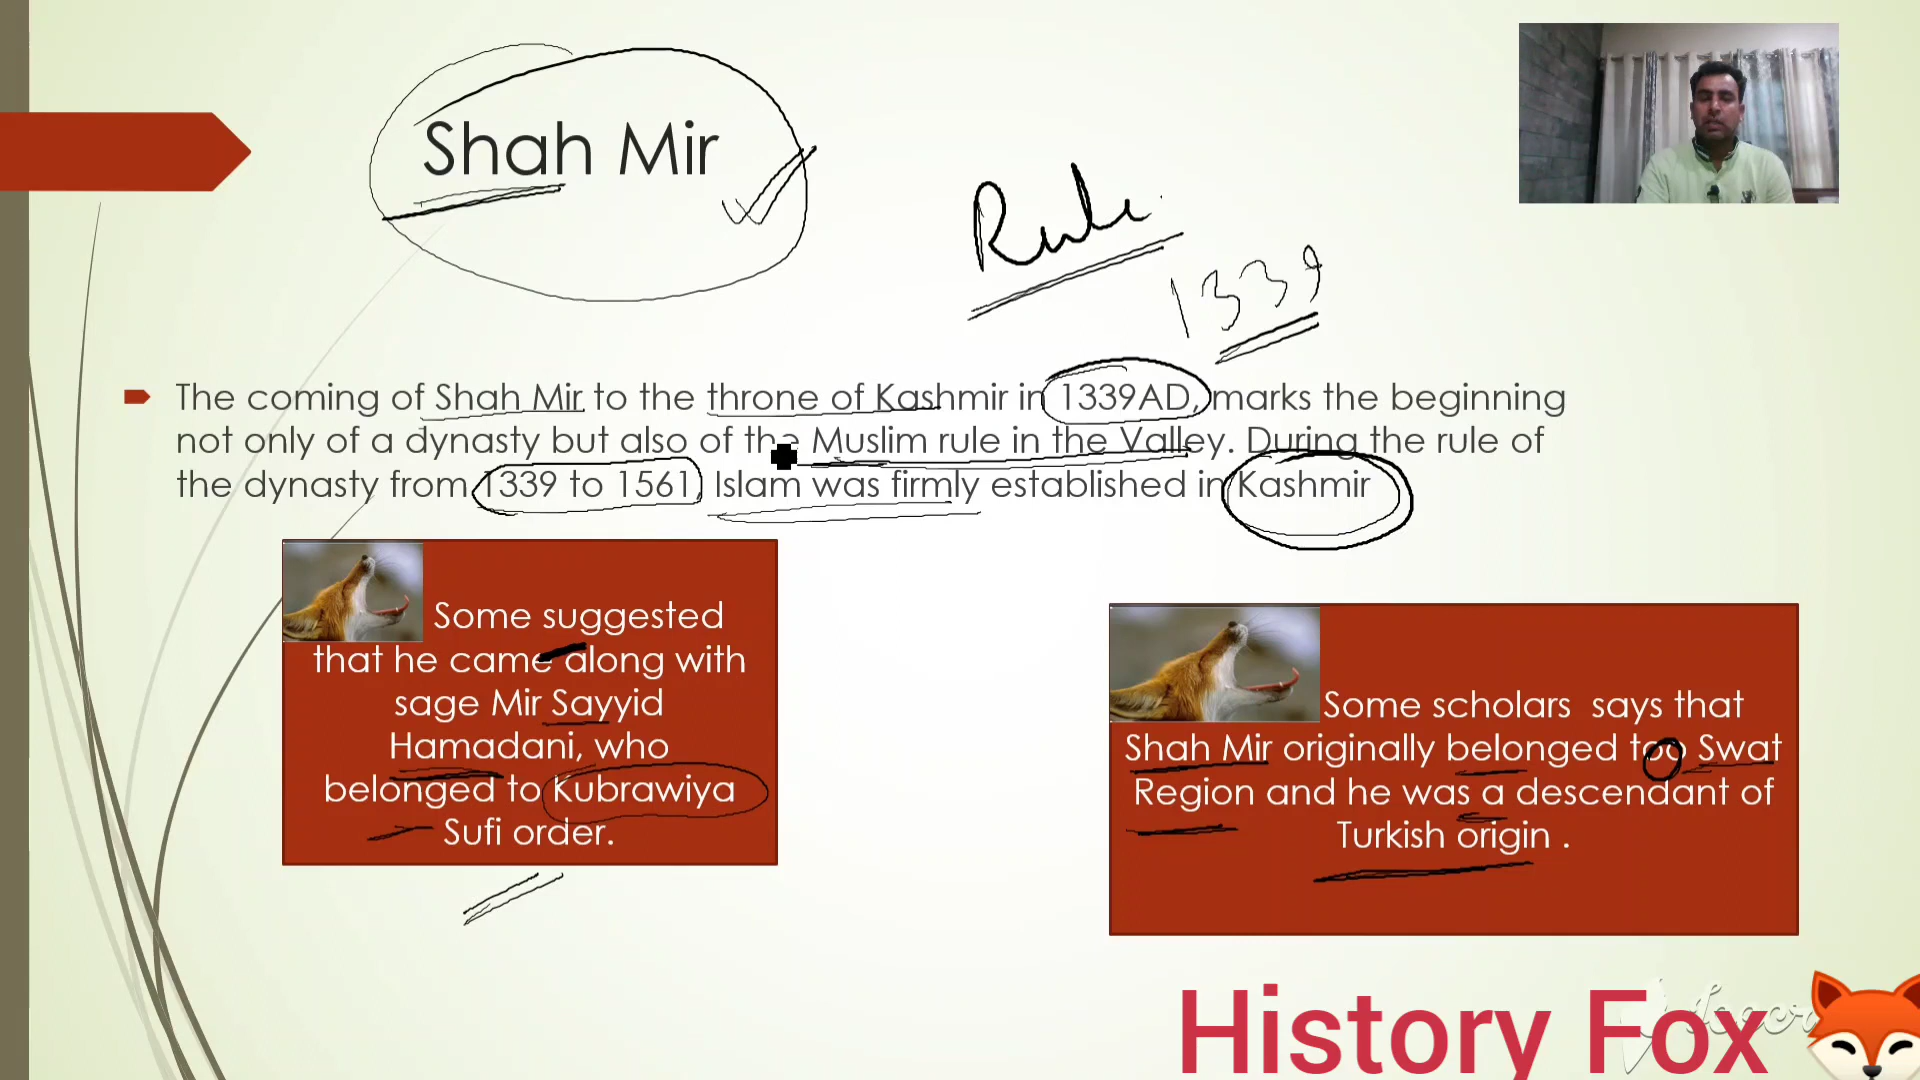 Shah Mir
Rule
1339
The coming of Shah Mir to the throne of Kashmir in 1339AD, marks the beginning
not only of a dynasty but also of the Muslim rule in the Valley. During the rule of
the dynasty from 1339 to 1561, Islam was firmly established in Kashmir
Some suggested
that he came along with
sage Mir Sayyid
Hamadani, who
belonged to Kubrawiya
Sufi order.
Some scholars says that
Shah Mir originally belonged too Swat
Region and he was a descendant of
Turkish origin .
History Fox